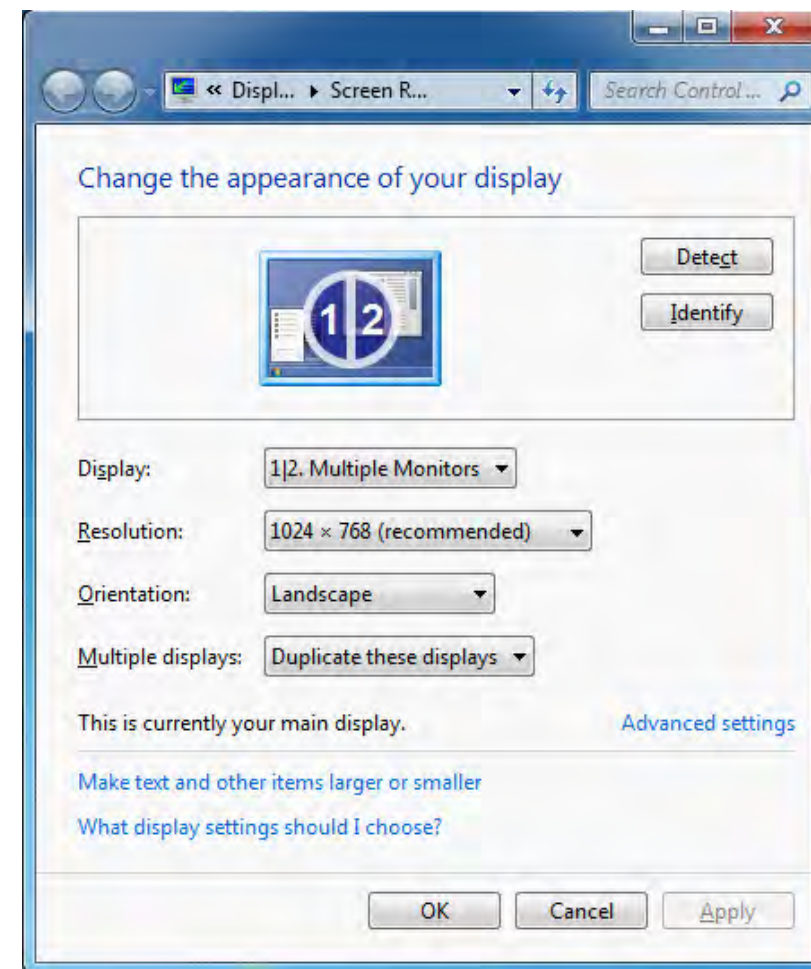 « Displ... ▸ Screen R...
Search Control ...
Change the appearance of your display
1 2
Detect
Identify
Display: 1|2. Multiple Monitors
Resolution: 1024 × 768 (recommended)
Orientation: Landscape
Multiple displays: Duplicate these displays
This is currently your main display. Advanced settings
Make text and other items larger or smaller
What display settings should I choose?
OK Cancel Apply